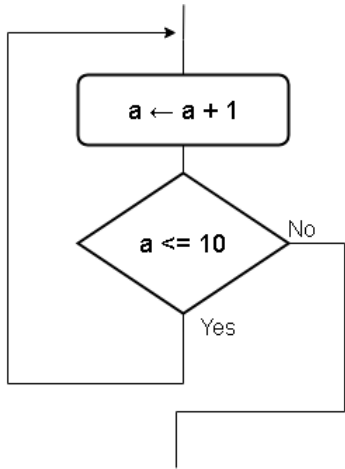 a ← a + 1
a <= 10
No
Yes